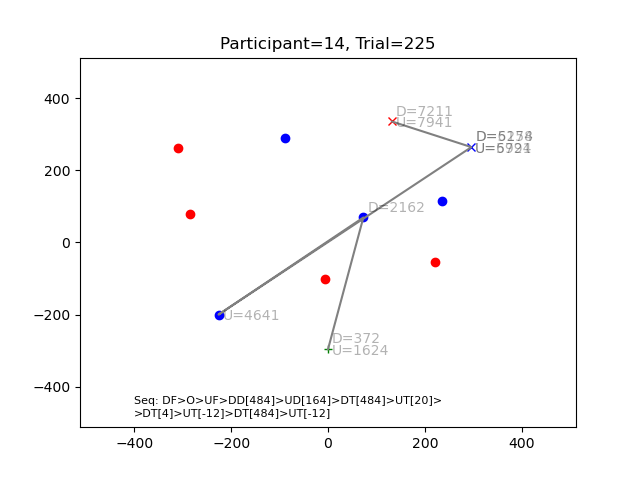 Participant=14, Trial=225
D=7211
U=7941
D=2162
U=4641
D=372
U=1624
Seq: DF>O>UF>DD[484]>UD[164]>DT[484]>UT[20]>
>DT[4]>UT[-12]>DT[484]>UT[-12]
400
200
0
−200
−400
−400
−200
0
200
400